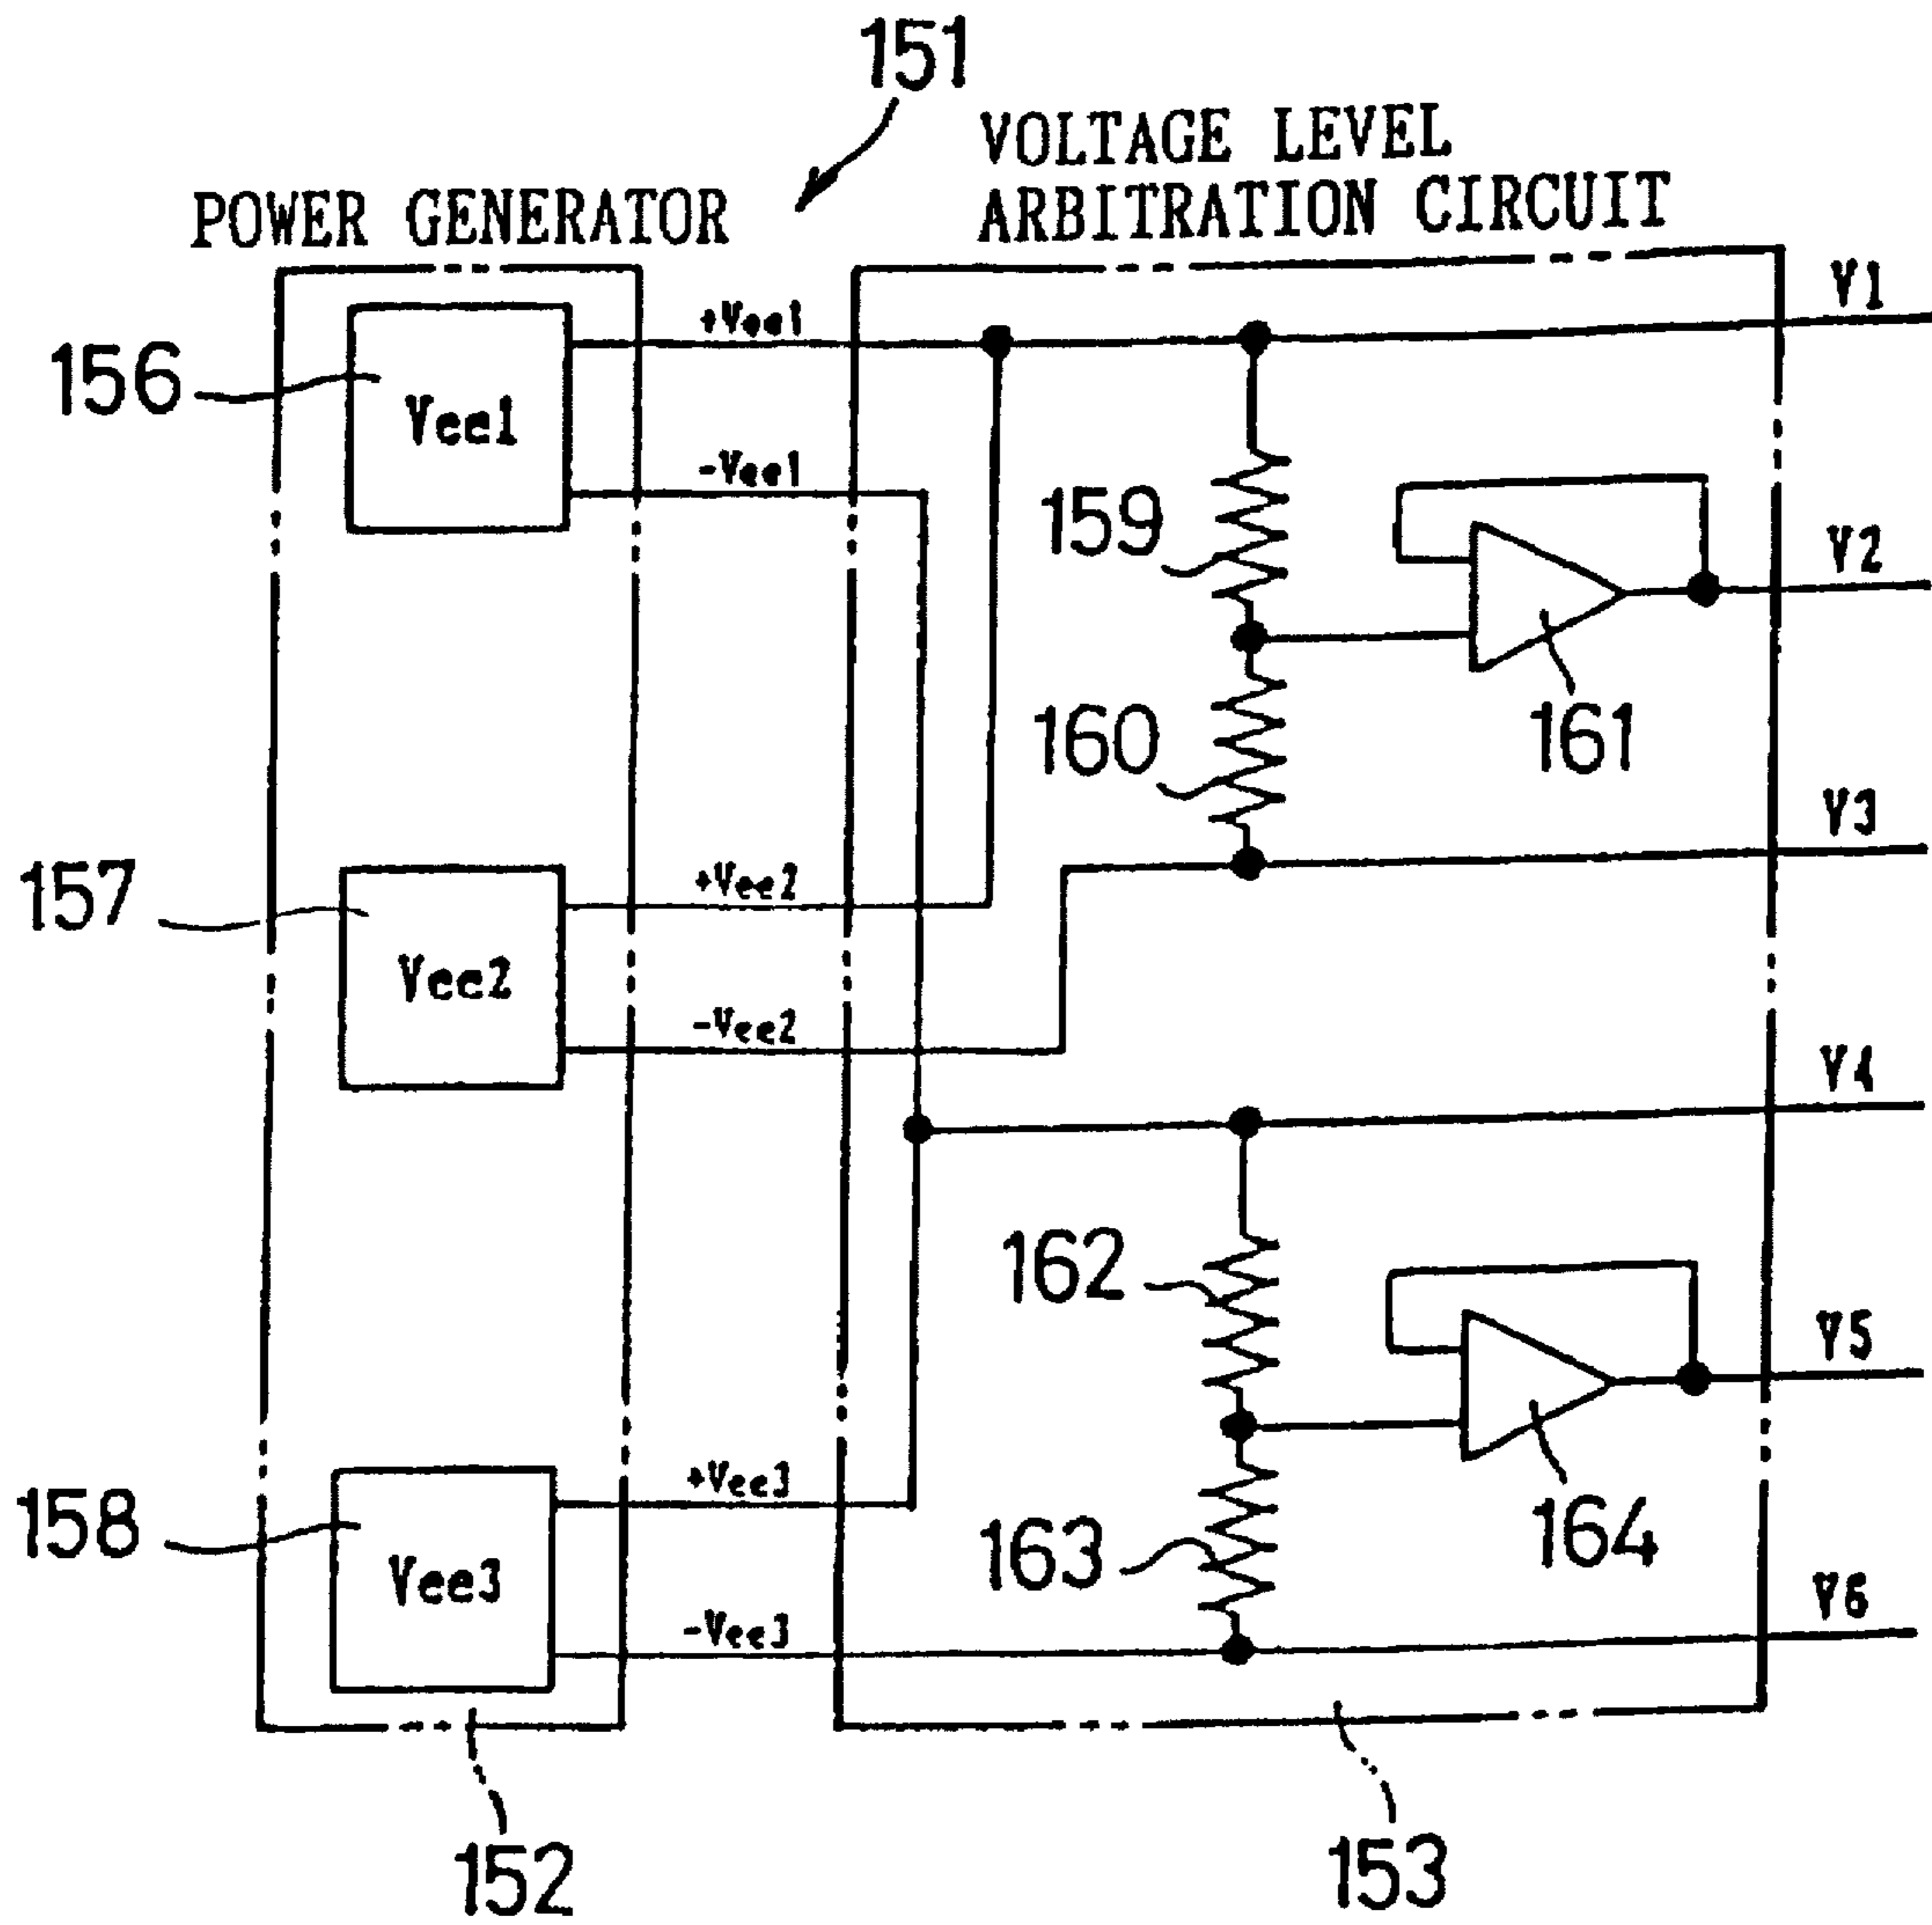 151
VOLTAGE LEVEL
ARBITRATION CIRCUIT
POWER GENERATOR
V1
+Vee1
156
Vee1
-Vee1
159
V2
160
161
V3
157
+Vee2
Vee2
-Vee2
V4
162
V5
+Vee3
158
163
164
Vee3
V6
-Vee3
152
153